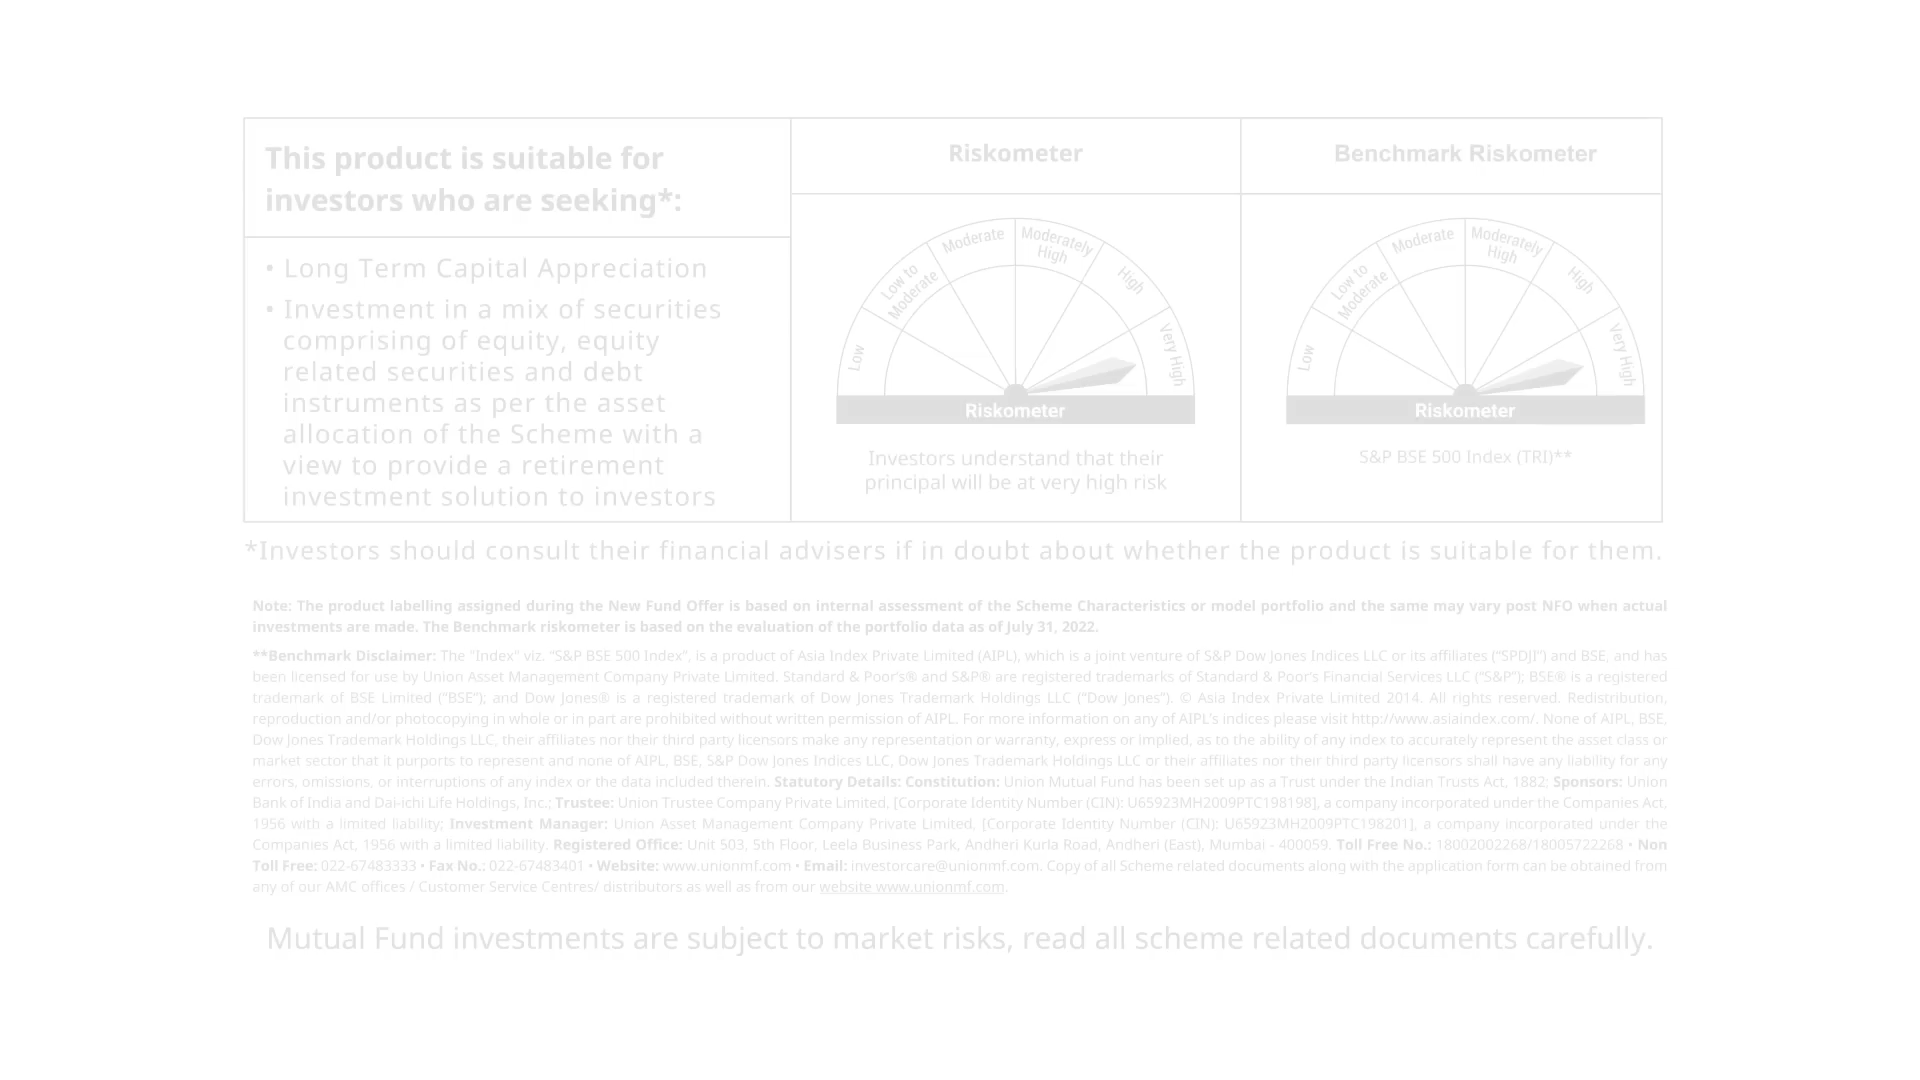 This product is suitable for
investors who are seeking*:
• Long Term Capital Appreciation
• Investment in a mix of securities
comprising of equity, equity
related securities and debt
instruments as per the asset
allocation of the Scheme with a
view to provide a retirement
investment solution to investors
Riskometer
Low
Low to
Moderate
Moderate
Moderately
High
High
Very High
Riskometer
Investors understand that their
principal will be at very high risk
Benchmark Riskometer
Low
Low to
Moderate
Moderate
Moderately
High
High
Very High
Riskometer
S&P BSE 500 Index (TRI)**
*Investors should consult their financial advisers if in doubt about whether the product is suitable for them.
Note: The product labelling assigned during the New Fund Offer is based on internal assessment of the Scheme Characteristics or model portfolio and the same may vary post NFO when actual
investments are made. The Benchmark riskometer is based on the evaluation of the portfolio data as of July 31, 2022.
**Benchmark Disclaimer: The "Index" viz. “S&P BSE 500 Index”, is a product of Asia Index Private Limited (AIPL), which is a joint venture of S&P Dow Jones Indices LLC or its affiliates (“SPDJI”) and BSE, and has
been licensed for use by Union Asset Management Company Private Limited. Standard & Poor's® and S&P® are registered trademarks of Standard & Poor's Financial Services LLC (“S&P”); BSE® is a registered
trademark of BSE Limited (“BSE”); and Dow Jones® is a registered trademark of Dow Jones Trademark Holdings LLC (“Dow Jones”). © Asia Index Private Limited 2014. All rights reserved. Redistribution,
reproduction and/or photocopying in whole or in part are prohibited without written permission of AIPL. For more information on any of AIPL's indices please visit http://www.asiaindex.com/. None of AIPL, BSE,
Dow Jones Trademark Holdings LLC, their affiliates nor their third party licensors make any representation or warranty, express or implied, as to the ability of any index to accurately represent the asset class or
market sector that it purports to represent and none of AIPL, BSE, S&P Dow Jones Indices LLC, Dow Jones Trademark Holdings LLC or their affiliates nor their third party licensors shall have any liability for any
errors, omissions, or interruptions of any index or the data included therein. Statutory Details: Constitution: Union Mutual Fund has been set up as a Trust under the Indian Trusts Act, 1882; Sponsors: Union
Bank of India and Dai-ichi Life Holdings, Inc.; Trustee: Union Trustee Company Private Limited, [Corporate Identity Number (CIN): U65923MH2009PTC198198], a company incorporated under the Companies Act,
1956 with a limited liability; Investment Manager: Union Asset Management Company Private Limited, [Corporate Identity Number (CIN): U65923MH2009PTC198201], a company incorporated under the
Companies Act, 1956 with a limited liability. Registered Office: Unit 503, 5th Floor, Leela Business Park, Andheri Kurla Road, Andheri (East), Mumbai - 400059. Toll Free No.: 18002002268/18005722268 • Non
Toll Free: 022-67483333 • Fax No.: 022-67483401 • Website: www.unionmf.com • Email: investorcare@unionmf.com. Copy of all Scheme related documents along with the application form can be obtained from
any of our AMC offices / Customer Service Centres/ distributors as well as from our website www.unionmf.com.
Mutual Fund investments are subject to market risks, read all scheme related documents carefully.